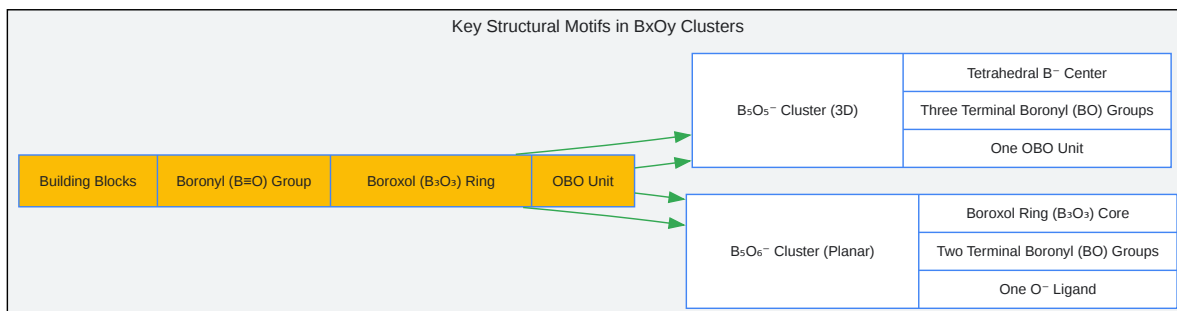 Key Structural Motifs in BxOy Clusters
Building Blocks
Boronyl (B≡O) Group
Boroxol (B₃O₃) Ring
OBO Unit
B₅O₅⁻ Cluster (3D)
Tetrahedral B⁻ Center
Three Terminal Boronyl (BO) Groups
One OBO Unit
B₅O₆⁻ Cluster (Planar)
Boroxol Ring (B₃O₃) Core
Two Terminal Boronyl (BO) Groups
One O⁻ Ligand